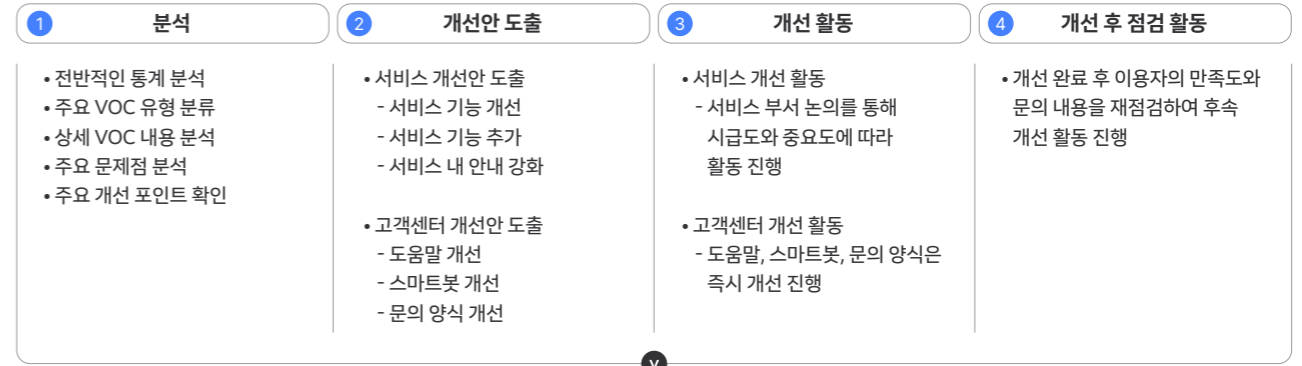 1 분석
• 전반적인 통계 분석
• 주요 VOC 유형 분류
• 상세 VOC 내용 분석
• 주요 문제점 분석
• 주요 개선 포인트 확인
2 개선안 도출
• 서비스 개선안 도출
- 서비스 기능 개선
- 서비스 기능 추가
- 서비스 내 안내 강화
• 고객센터 개선안 도출
- 도움말 개선
- 스마트봇 개선
- 문의 양식 개선
3 개선 활동
• 서비스 개선 활동
- 서비스 부서 논의를 통해
시급도와 중요도에 따라
활동 진행
• 고객센터 개선 활동
- 도움말, 스마트봇, 문의 양식은
즉시 개선 진행
4 개선 후 점검 활동
• 개선 완료 후 이용자의 만족도와
문의 내용을 재점검하여 후속
개선 활동 진행